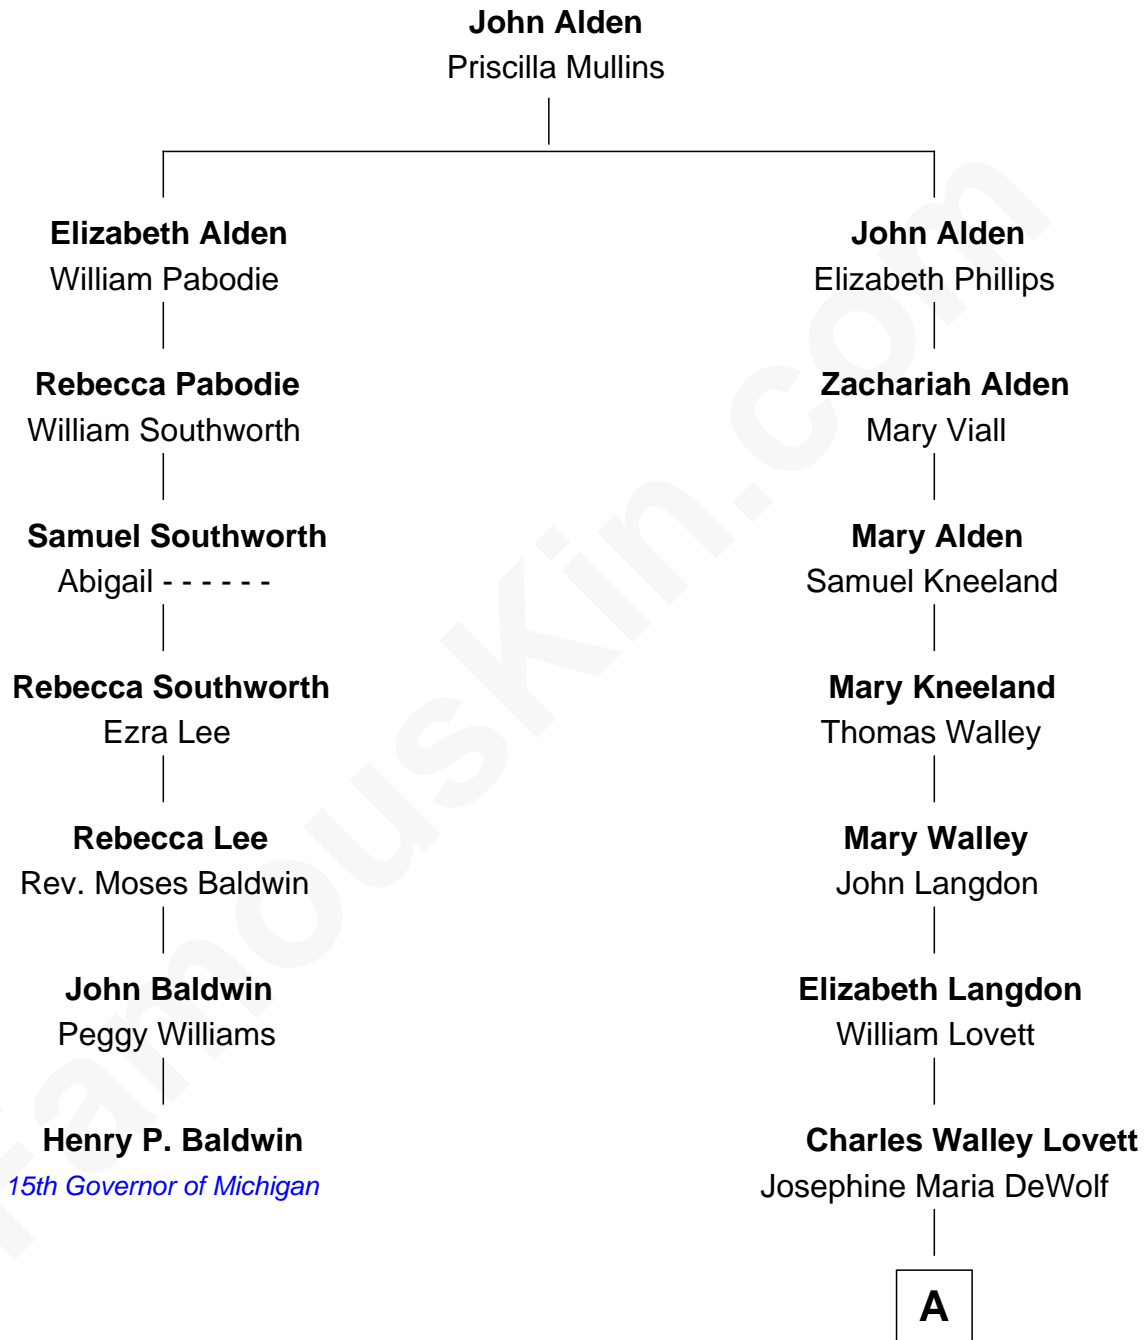 John Alden
Priscilla Mullins
Elizabeth Alden
William Pabodie
John Alden
Elizabeth Phillips
Rebecca Pabodie
William Southworth
Zachariah Alden
Mary Viall
Samuel Southworth
Abigail - - - - - -
Mary Alden
Samuel Kneeland
Rebecca Southworth
Ezra Lee
Mary Kneeland
Thomas Walley
Rebecca Lee
Rev. Moses Baldwin
Mary Walley
John Langdon
John Baldwin
Peggy Williams
Elizabeth Langdon
William Lovett
Henry P. Baldwin
15th Governor of Michigan
Charles Walley Lovett
Josephine Maria DeWolf
A
FamousKin.com